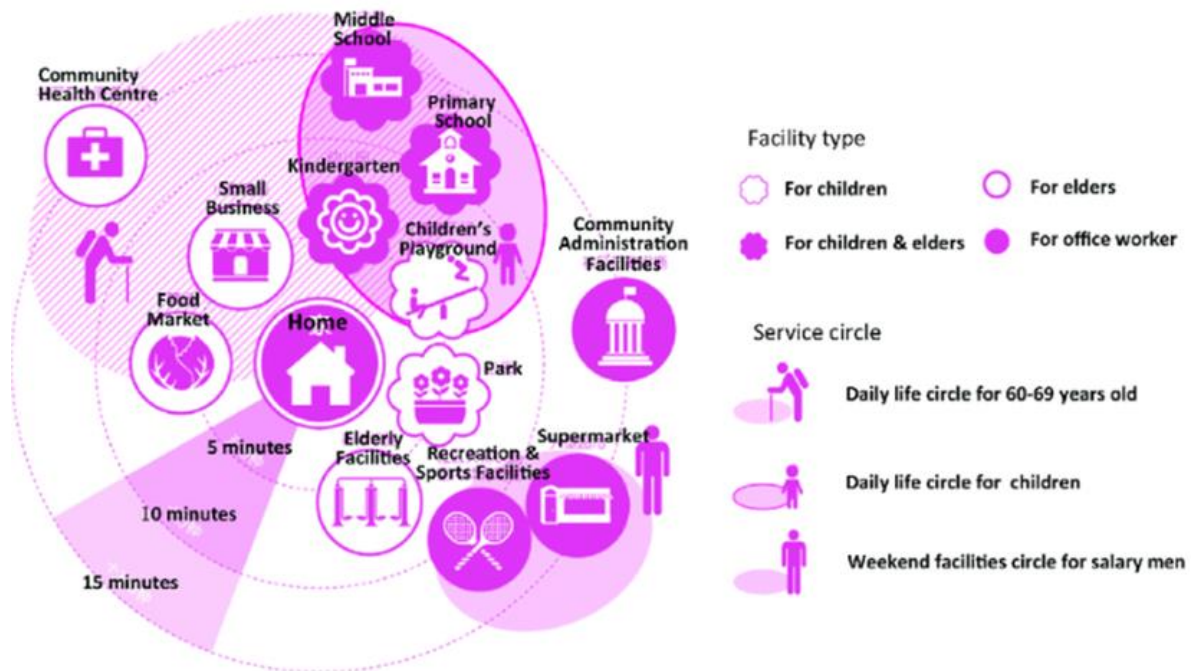 Middle
School
Community
Health Centre
Primary
School
Kindergarten
Small
Business
Children's
Playground
Community
Administration
Facilities
Food
Market
Home
Park
5 minutes
Elderly
Facilities
Recreation &
Sports Facilities
Supermarket
10 minutes
15 minutes
Facility type
For children
For elders
For children & elders
For office worker
Service circle
Daily life circle for 60-69 years old
Daily life circle for children
Weekend facilities circle for salary men